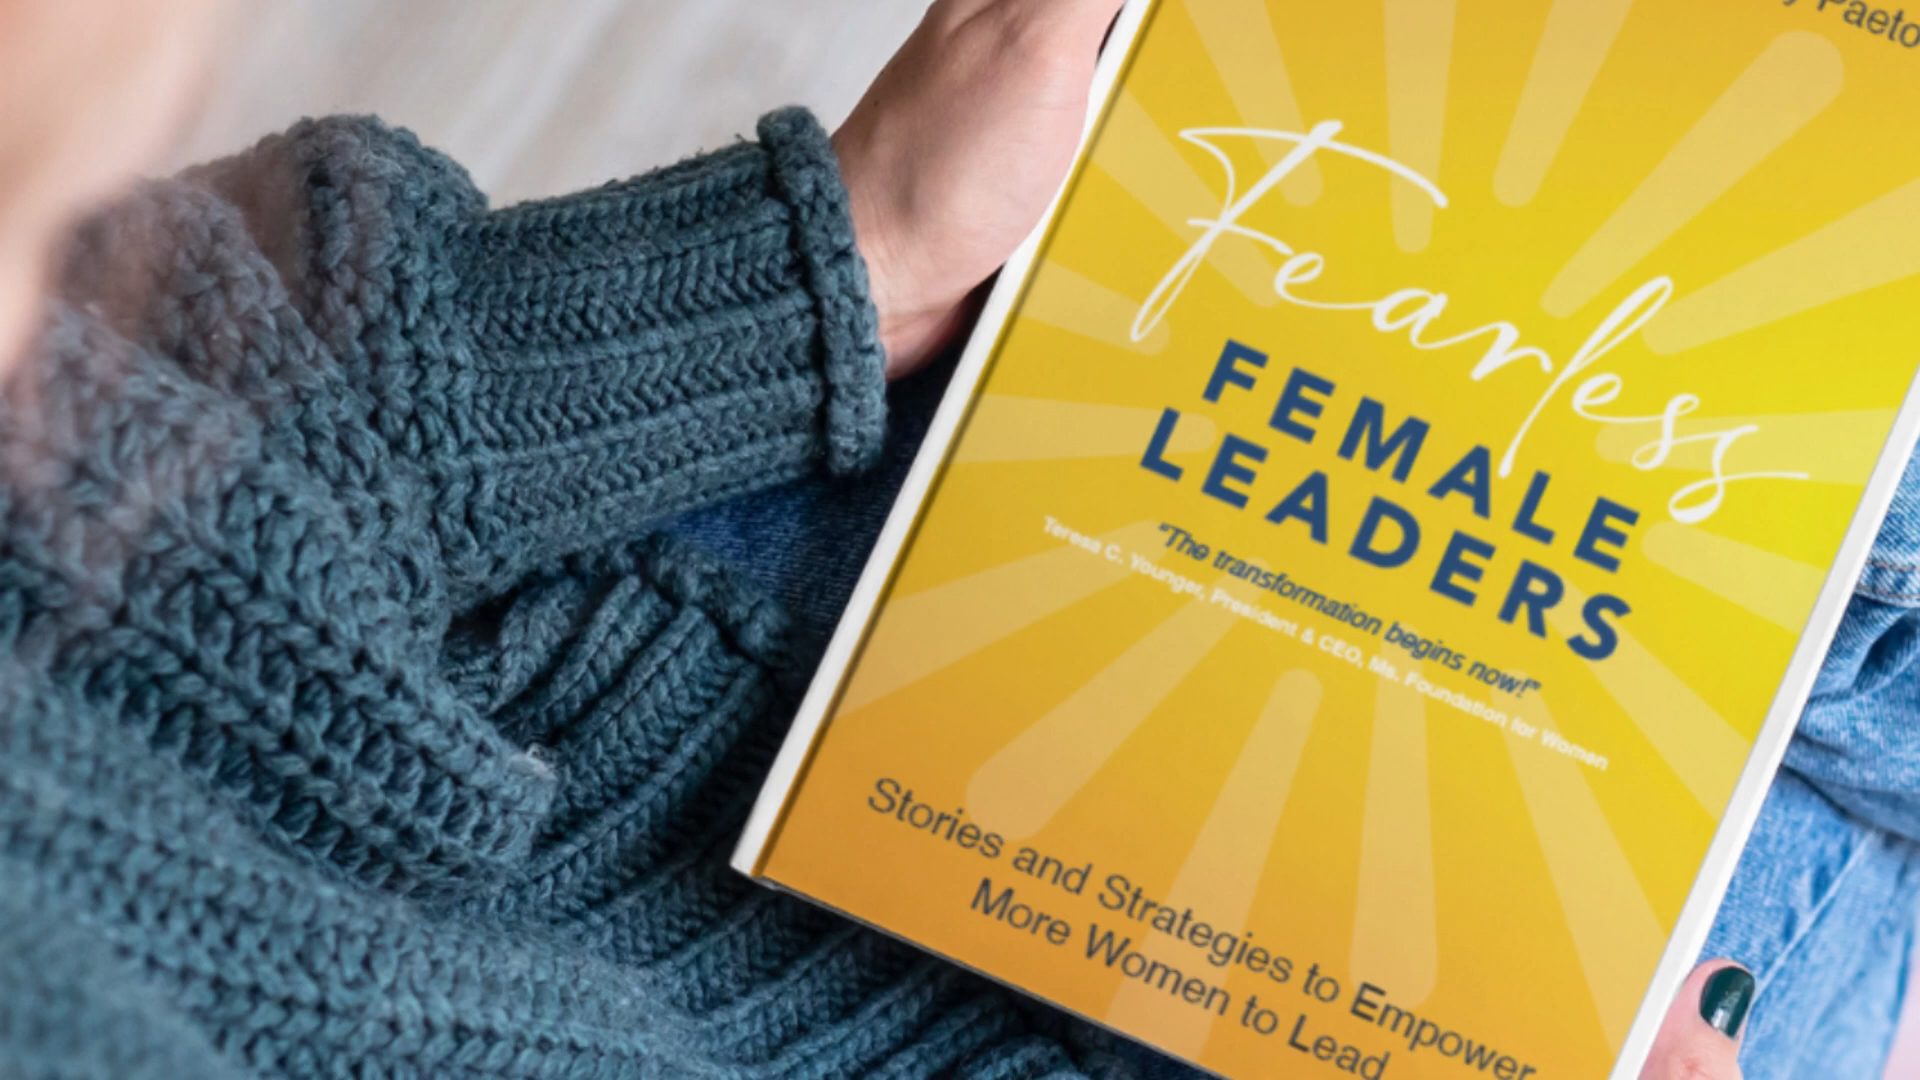 Paeto
Fearless
FEMALE
LEADERS
"The transformation begins now!"
Teresa C. Younger, President & CEO, Ms. Foundation for Women
Stories and Strategies to Empower
More Women to Lead